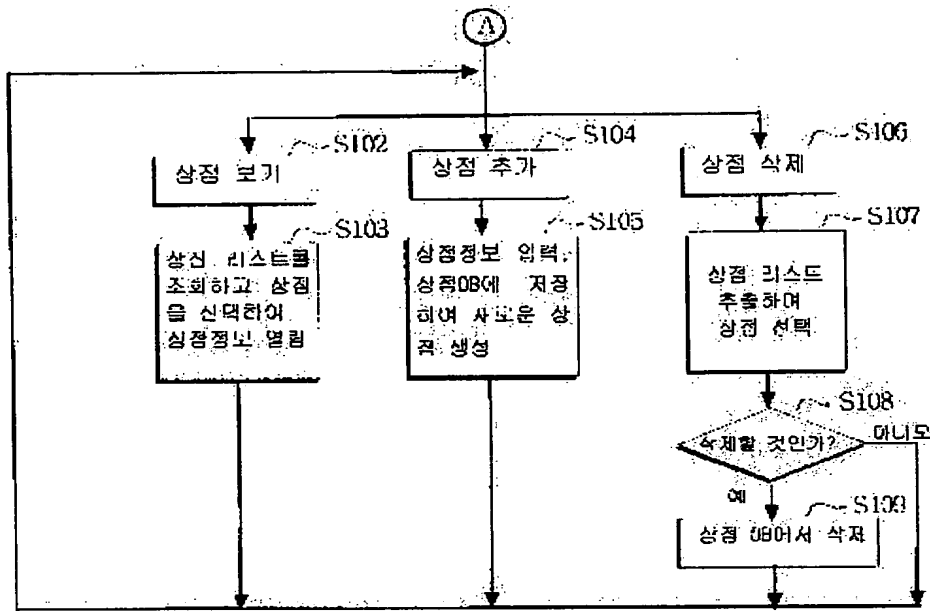 A
S102
상점 보기
S103
상점 리스트를
조회하고 상점
을 선택하여
상점정보 열림
S104
상점 추가
S105
상점정보 입력,
상점DB에 저장
하여 새로운 상
점 생성
S106
상점 삭제
S107
상점 리스트
추출하며
상점 선택
S108
삭제할 것인가?
아니오
예
S109
상점 DB에서 삭제